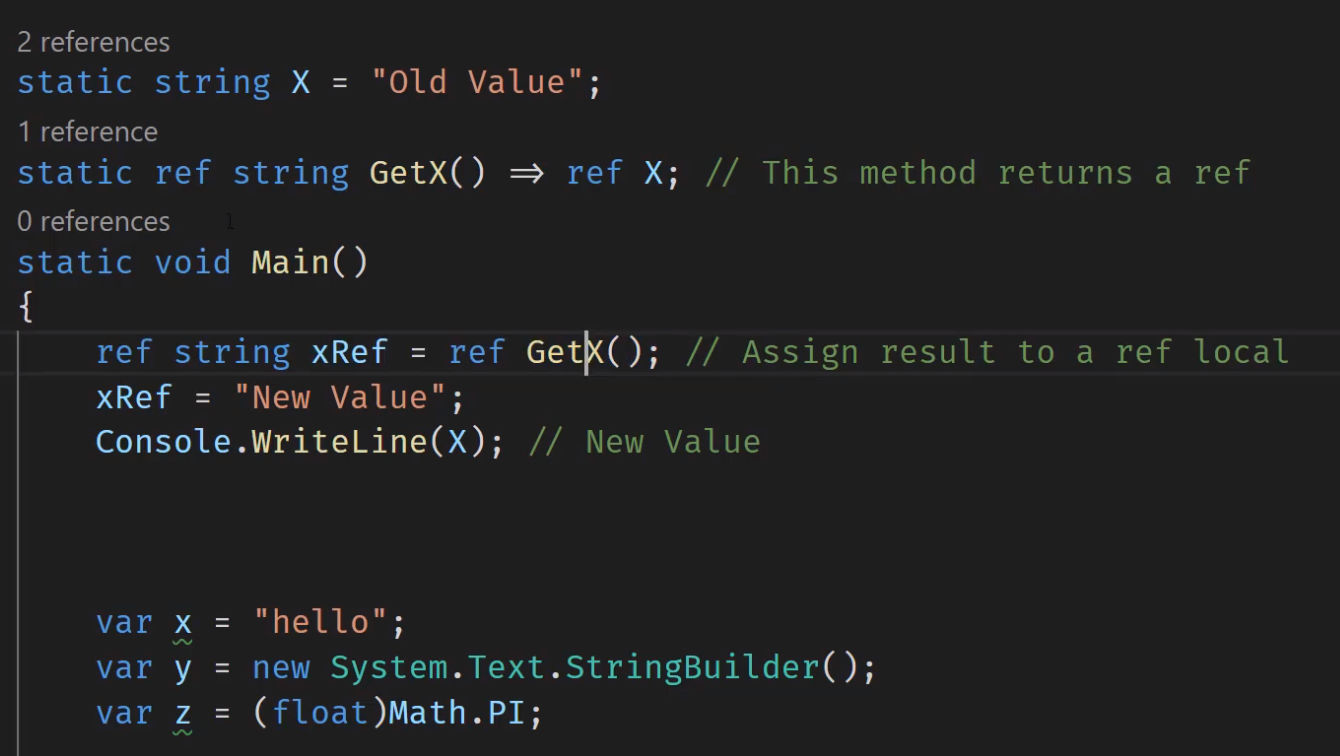 2 references
static string X = "Old Value";
1 reference
static ref string GetX() => ref X; // This method returns a ref
0 references
static void Main()
{
ref string xRef = ref GetX(); // Assign result to a ref local
xRef = "New Value";
Console.WriteLine(X); // New Value
var x = "hello";
var y = new System.Text.StringBuilder();
var z = (float)Math.PI;